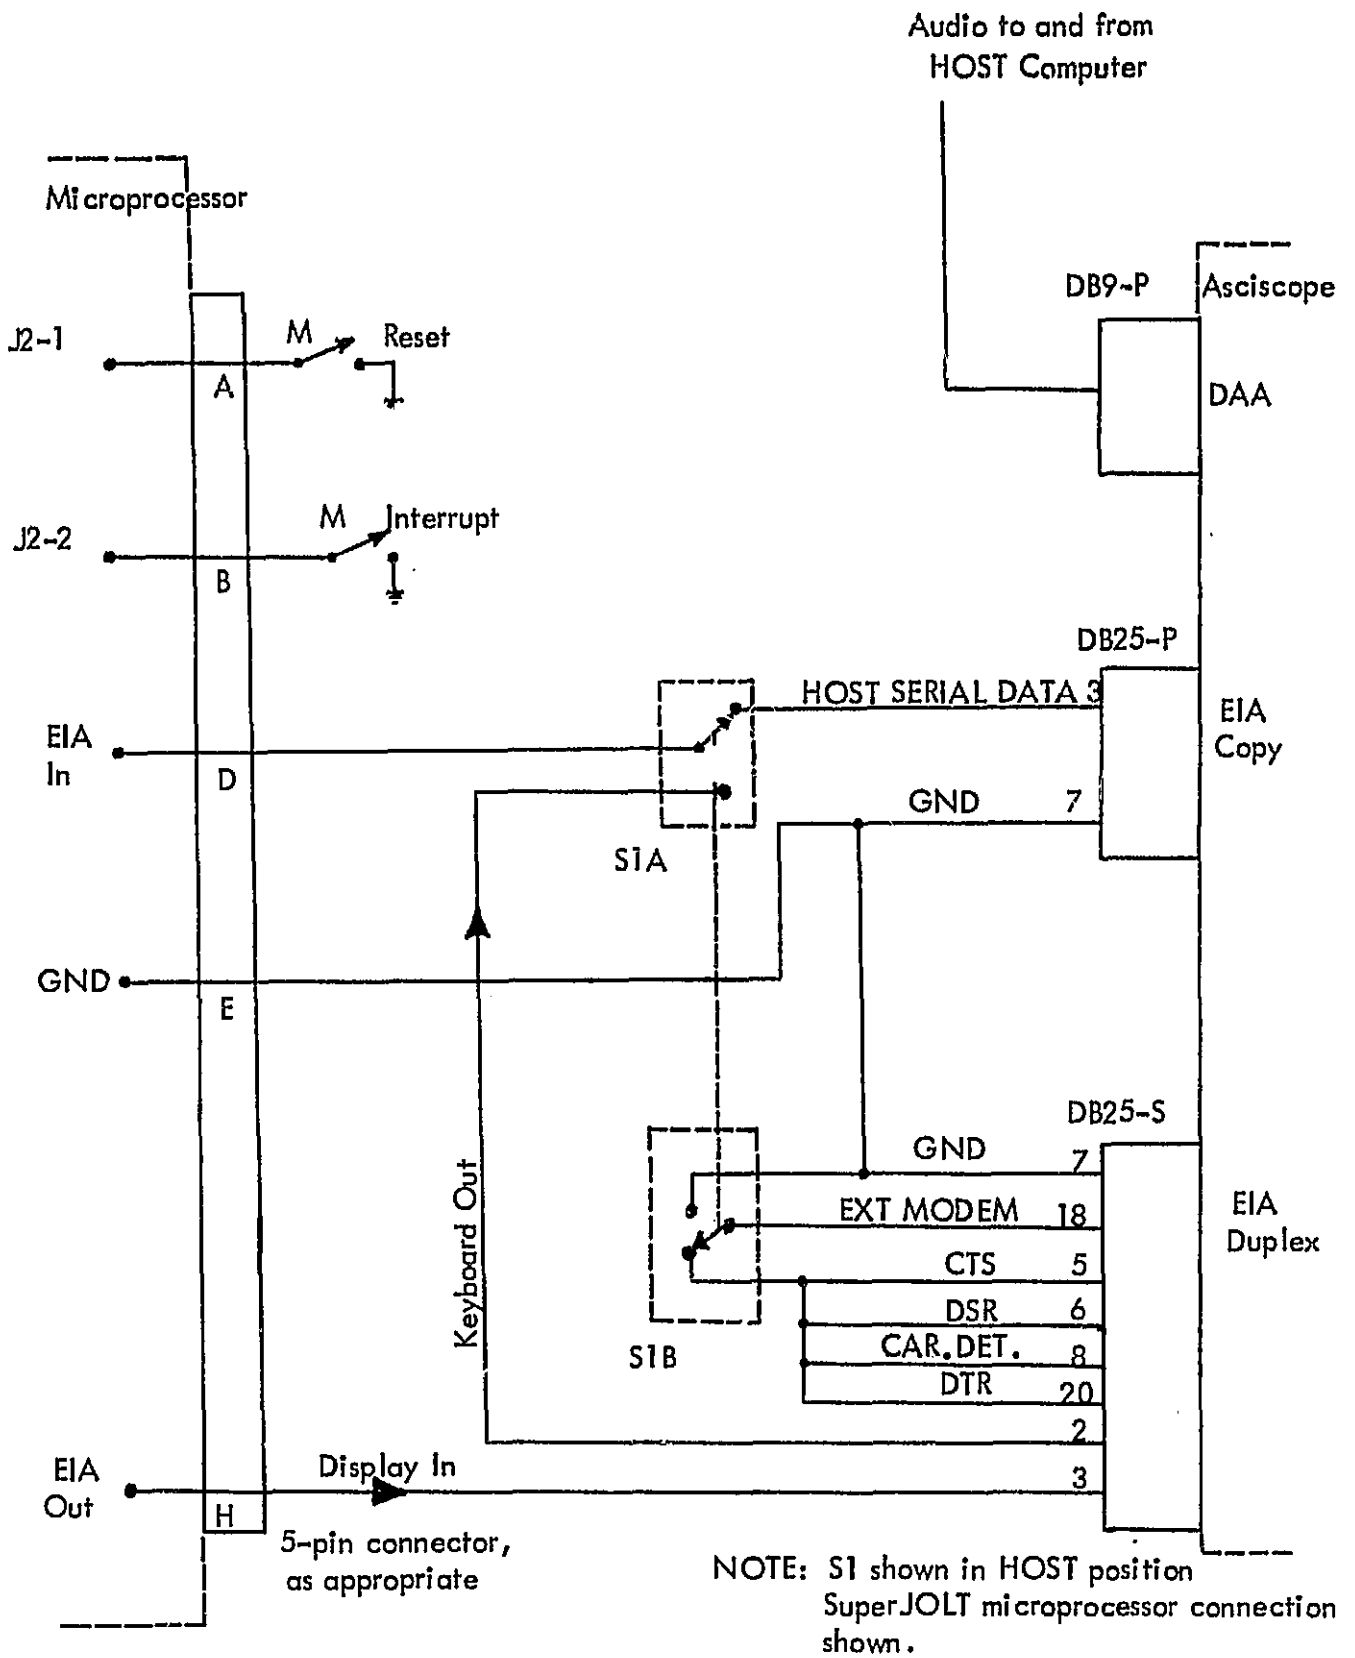 Audio to and from
HOST Computer
Microprocessor
DB9-P
Asciscope
J2-1
M
Reset
A
DAA
J2-2
M
Interrupt
B
DB25-P
HOST SERIAL DATA 3
EIA
Copy
EIA
In
D
GND
7
S1A
GND
E
DB25-S
GND
7
EXT MODEM
18
EIA
Duplex
CTS
5
DSR
6
CAR.DET.
8
DTR
20
S1B
Keyboard Out
2
EIA
Out
Display In
3
H
5-pin connector,
as appropriate
NOTE: S1 shown in HOST position
SuperJOLT microprocessor connection
shown.